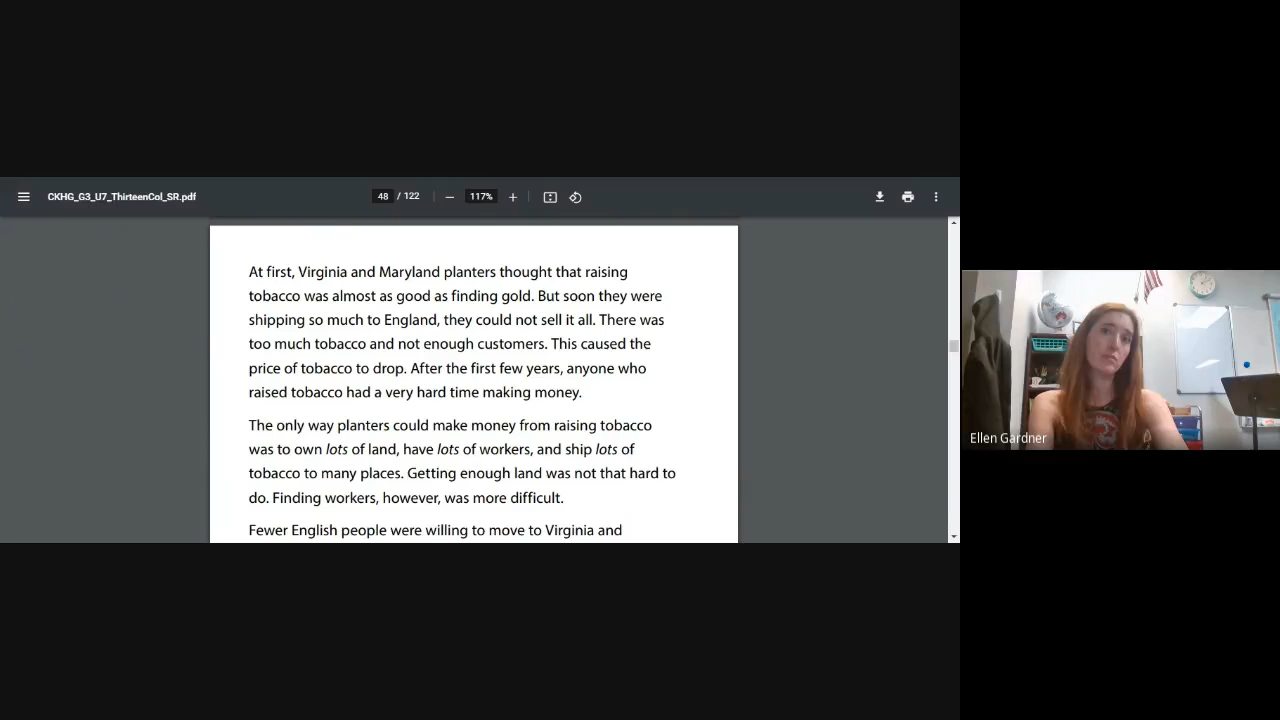 CKHG_G3_U7_ThirteenCol_SR.pdf
48 / 122
117%
At first, Virginia and Maryland planters thought that raising
tobacco was almost as good as finding gold. But soon they were
shipping so much to England, they could not sell it all. There was
too much tobacco and not enough customers. This caused the
price of tobacco to drop. After the first few years, anyone who
raised tobacco had a very hard time making money.
The only way planters could make money from raising tobacco
was to own lots of land, have lots of workers, and ship lots of
tobacco to many places. Getting enough land was not that hard to
do. Finding workers, however, was more difficult.
Fewer English people were willing to move to Virginia and
Ellen Gardner